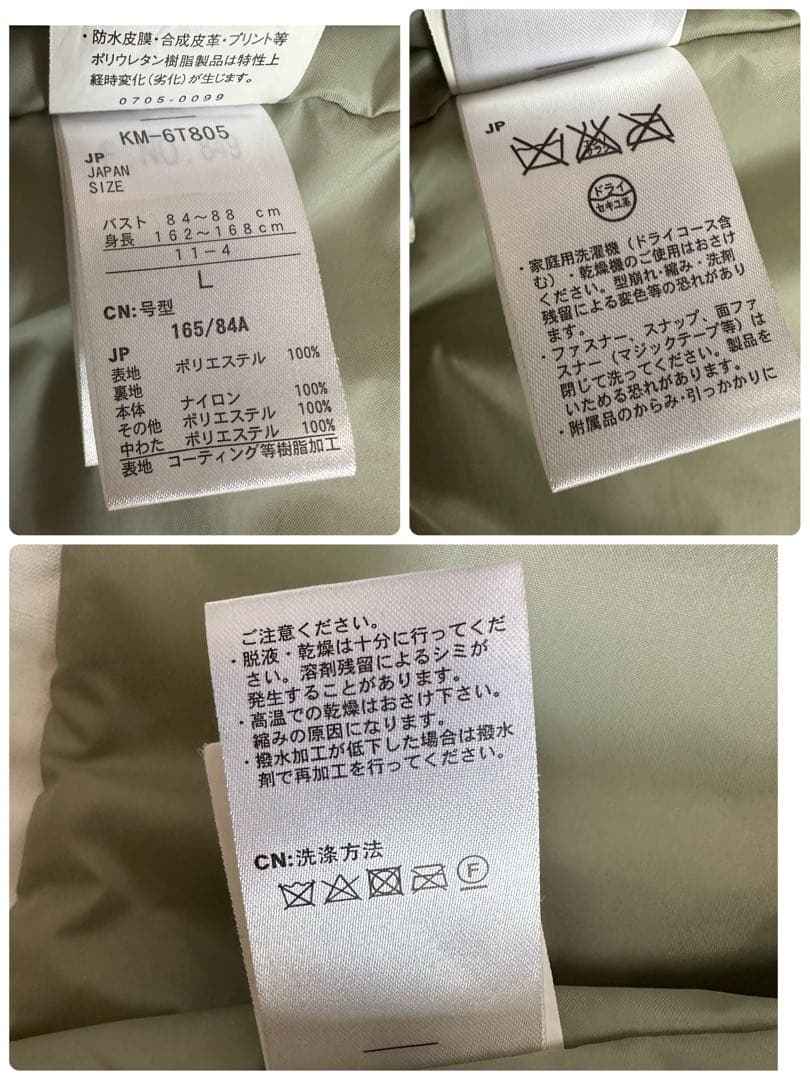 ・防水皮膜・合成皮革・プリント等
ポリウレタン樹脂製品は特性上
経時変化(劣化)が生じます。
0705-0099
KM-6T805
JP
JAPAN
SIZE
バスト 84〜88 cm
身長 162〜168cm
11-4
L
CN:号型
165/84A
JP
表地 ポリエステル 100%
裏地
本体 ナイロン 100%
その他 ポリエステル 100%
中わた ポリエステル 100%
表地 コーティング等樹脂加工
JP
ドライ
セキユ系
・家庭用洗濯機(ドライコース含
む)・乾燥機のご使用はおさけ
ください。型崩れ・縮み・洗剤
残留による変色等の恐れがあり
ます。
・ファスナー、スナップ、面ファ
スナー(マジックテープ等)は
閉じて洗ってください。製品を
いためる恐れがあります。
・附属品のからみ・引っかかりに
ご注意ください。
・脱液・乾燥は十分に行ってくだ
さい。溶剤残留によるシミが
発生することがあります。
・高温での乾燥はおさけ下さい。
縮みの原因になります。
・撥水加工が低下した場合は撥水
剤で再加工を行ってください。
CN:洗涤方法
F